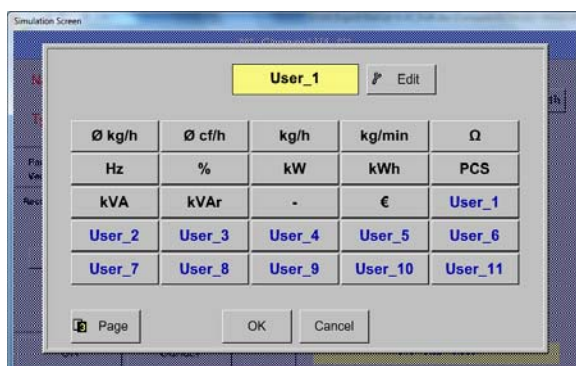 Simulation Screen
User_1 Edit
Ø kg/h Ø cf/h kg/h kg/min Ω
Hz % kW kWh PCS
kVA kVAr - € User_1
User_2 User_3 User_4 User_5 User_6
User_7 User_8 User_9 User_10 User_11
Page OK Cancel